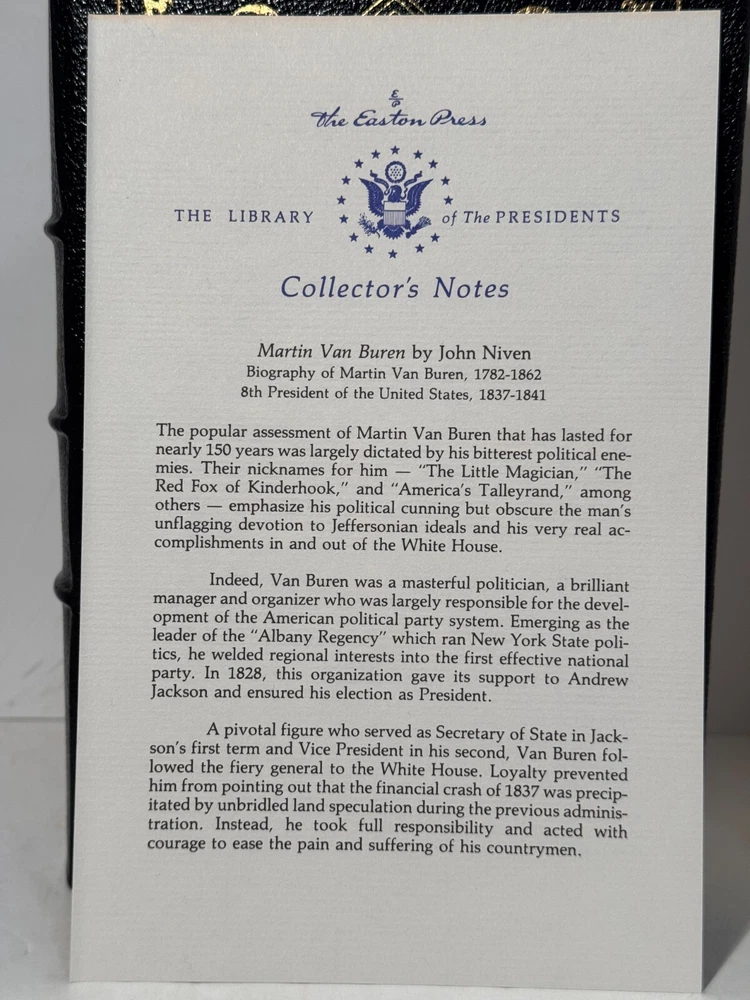 E
P
The Easton Press
THE LIBRARY of The PRESIDENTS
Collector's Notes
Martin Van Buren by John Niven
Biography of Martin Van Buren, 1782-1862
8th President of the United States, 1837-1841
The popular assessment of Martin Van Buren that has lasted for
nearly 150 years was largely dictated by his bitterest political ene-
mies. Their nicknames for him — "The Little Magician," "The
Red Fox of Kinderhook," and "America's Talleyrand," among
others — emphasize his political cunning but obscure the man's
unflagging devotion to Jeffersonian ideals and his very real ac-
complishments in and out of the White House.
Indeed, Van Buren was a masterful politician, a brilliant
manager and organizer who was largely responsible for the devel-
opment of the American political party system. Emerging as the
leader of the "Albany Regency" which ran New York State poli-
tics, he welded regional interests into the first effective national
party. In 1828, this organization gave its support to Andrew
Jackson and ensured his election as President.
A pivotal figure who served as Secretary of State in Jack-
son's first term and Vice President in his second, Van Buren fol-
lowed the fiery general to the White House. Loyalty prevented
him from pointing out that the financial crash of 1837 was precip-
itated by unbridled land speculation during the previous adminis-
tration. Instead, he took full responsibility and acted with
courage to ease the pain and suffering of his countrymen.